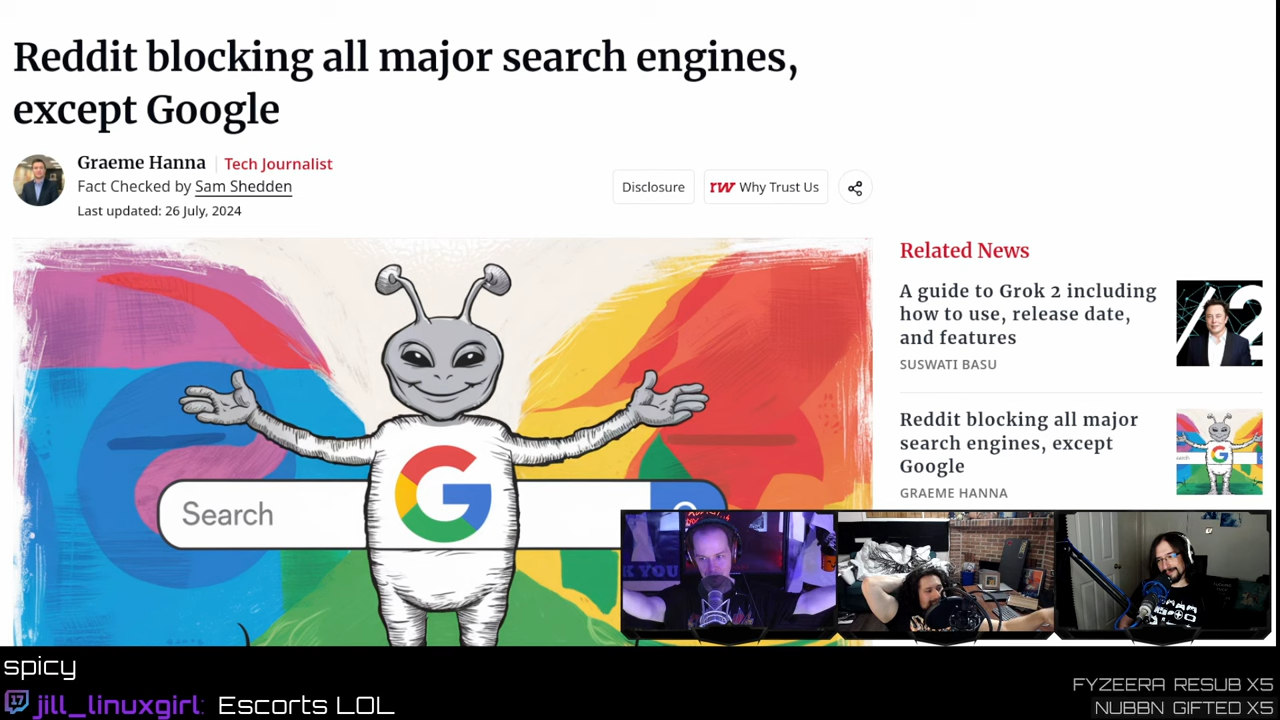 Reddit blocking all major search engines,
except Google
Graeme Hanna Tech Journalist
Fact Checked by Sam Shedden
Last updated: 26 July, 2024
Disclosure
rw Why Trust Us
Related News
A guide to Grok 2 including
how to use, release date,
and features
SUSWATI BASU
Reddit blocking all major
search engines, except
Google
GRAEME HANNA
Search
G
spicy
17 jill_linuxgirl: Escorts LOL
FYZEERA RESUB X5
NUBBN GIFTED X5